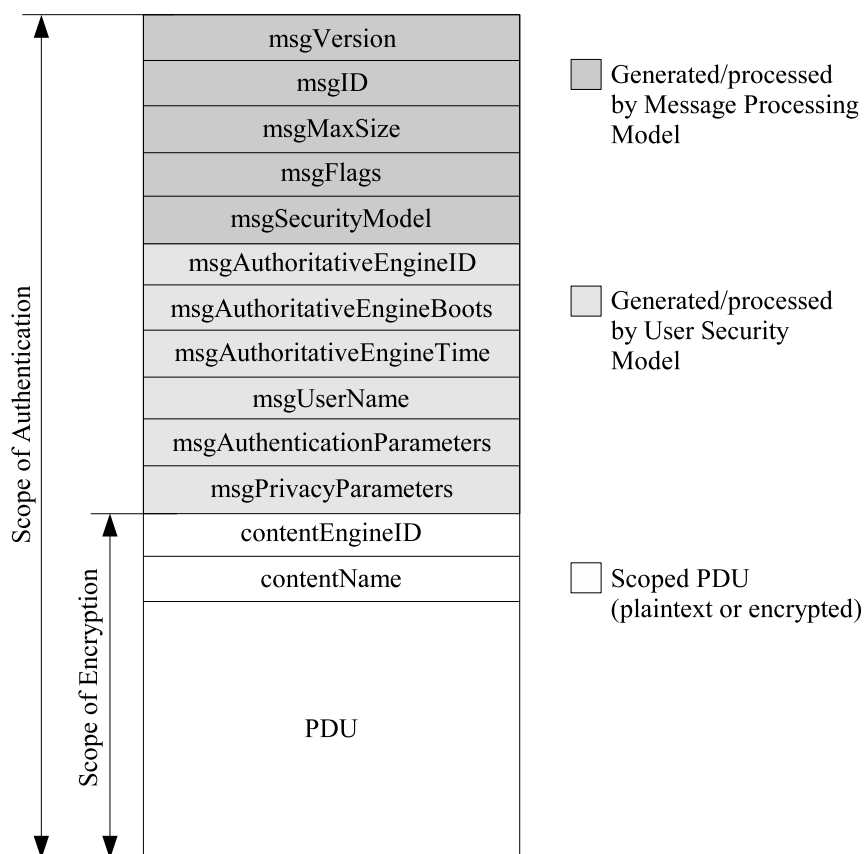 msgVersion
msgID
msgMaxSize
msgFlags
msgSecurityModel
msgAuthoritativeEngineID
msgAuthoritativeEngineBoots
msgAuthoritativeEngineTime
msgUserName
msgAuthenticationParameters
msgPrivacyParameters
contentEngineID
contentName
PDU
Scope of Authentication
Scope of Encryption
Generated/processed
by Message Processing
Model
Generated/processed
by User Security
Model
Scoped PDU
(plaintext or encrypted)